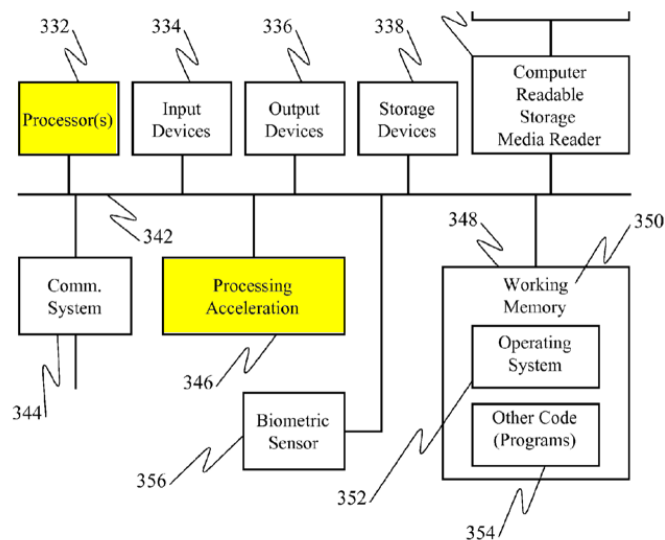 332
334
336
338
Processor(s)
Input
Devices
Output
Devices
Storage
Devices
Computer
Readable
Storage
Media Reader
342
348
350
Comm.
System
Processing
Acceleration
Working
Memory
Operating
System
344
346
Biometric
Sensor
Other Code
(Programs)
356
352
354